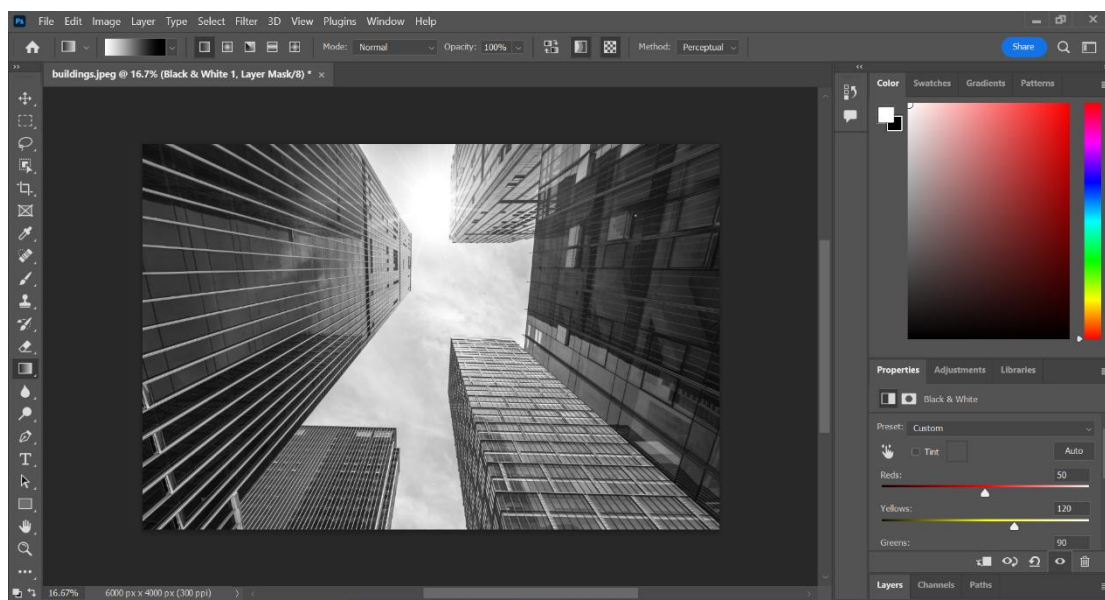 Ps File Edit Image Layer Type Select Filter 3D View Plugins Window Help
Mode: Normal Opacity: 100% Method: Perceptual Share
buildings.jpeg @ 16.7% (Black & White 1, Layer Mask/8) * ×
Color Swatches Gradients Patterns
Properties Adjustments Libraries
Black & White
Preset: Custom
Tint Auto
Reds: 50
Yellows: 120
Greens: 90
Layers Channels Paths
16.67% 6000 px x 4000 px (300 ppi)